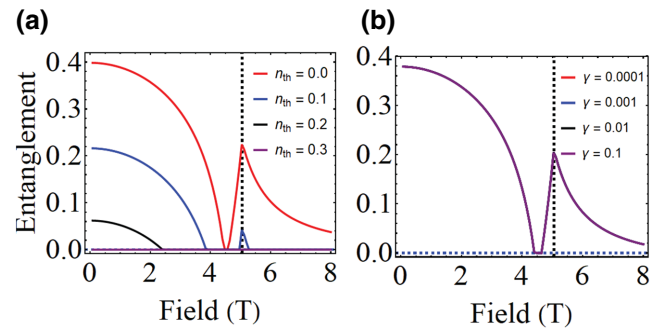 (a)
Entanglement
0.4
0.3
0.2
0.1
0.0
n_th = 0.0
n_th = 0.1
n_th = 0.2
n_th = 0.3
0 2 4 6 8
Field (T)
(b)
0.4
0.3
0.2
0.1
0.0
γ = 0.0001
γ = 0.001
γ = 0.01
γ = 0.1
0 2 4 6 8
Field (T)